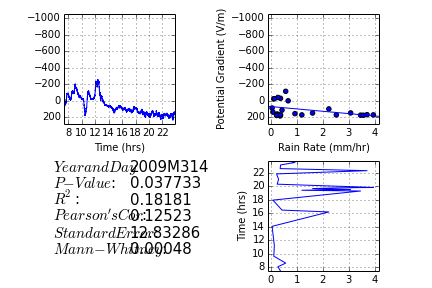 −1000
−800
−600
−400
−200
0
200
8 10 12 14 16 18 20 22
Time (hrs)
Potential Gradient (V/m)
−1000
−800
−600
−400
−200
0
200
0 1 2 3 4
Rain Rate (mm/hr)
YearandDay 2009M314
P−Value: 0.037733
R²: 0.18181
Pearson'sCor 0.12523
StandardError: 12.83286
Mann−Whitney: 0.00048
Time (hrs)
22
20
18
16
14
12
10
8
0 1 2 3 4